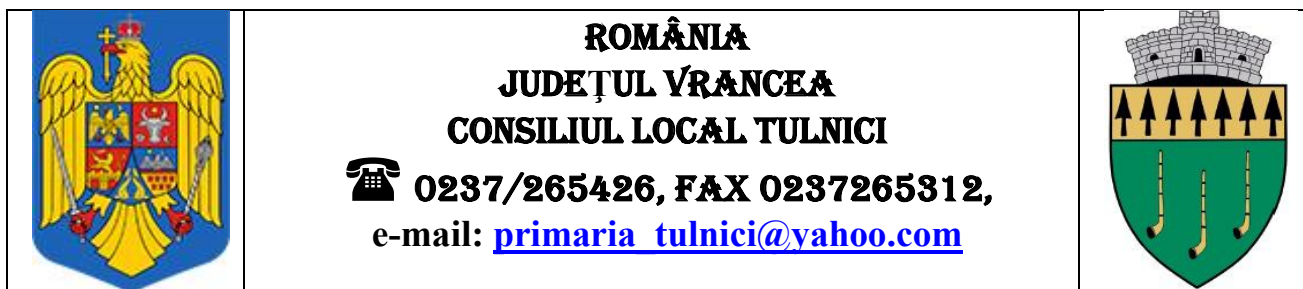 ROMÂNIA
JUDEŢUL VRANCEA
CONSILIUL LOCAL TULNICI
☎ 0237/265426, FAX 0237265312,
e-mail: primaria_tulnici@yahoo.com